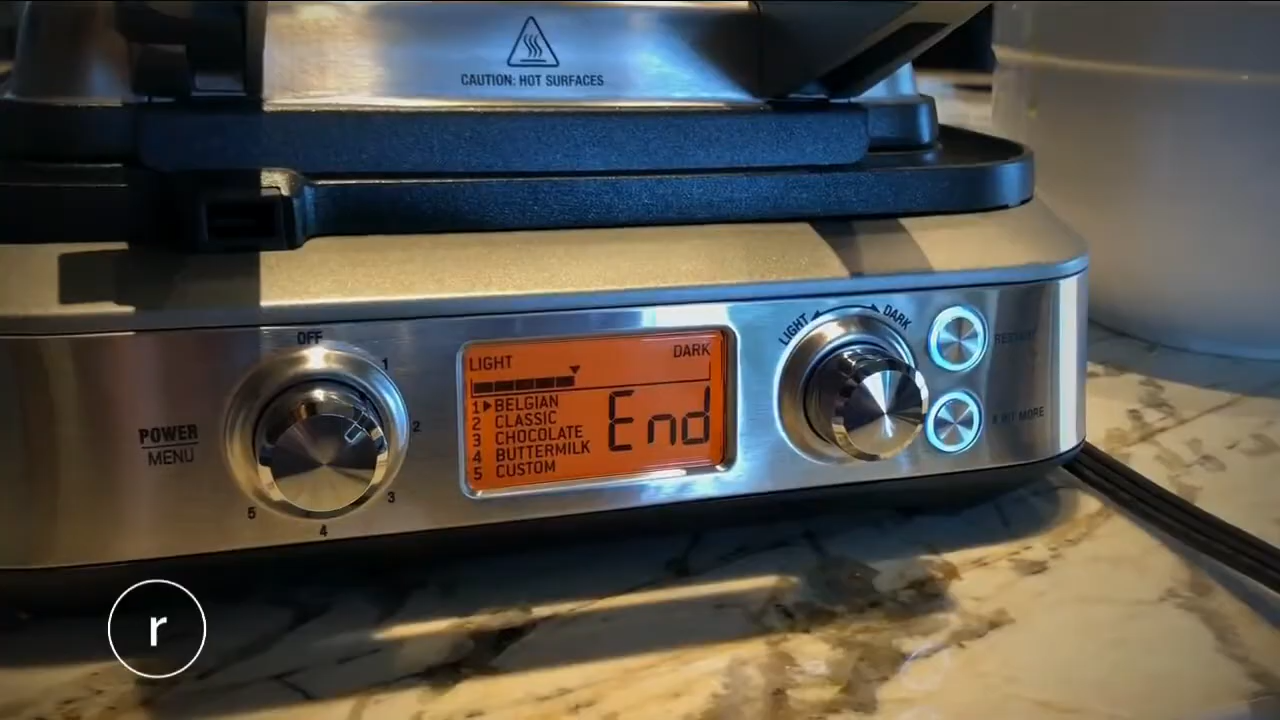 CAUTION: HOT SURFACES
OFF
1
2
3
4
5
POWER
MENU
LIGHT DARK
1 BELGIAN
2 CLASSIC
3 CHOCOLATE
4 BUTTERMILK
5 CUSTOM
End
LIGHT DARK
A BIT MORE
r